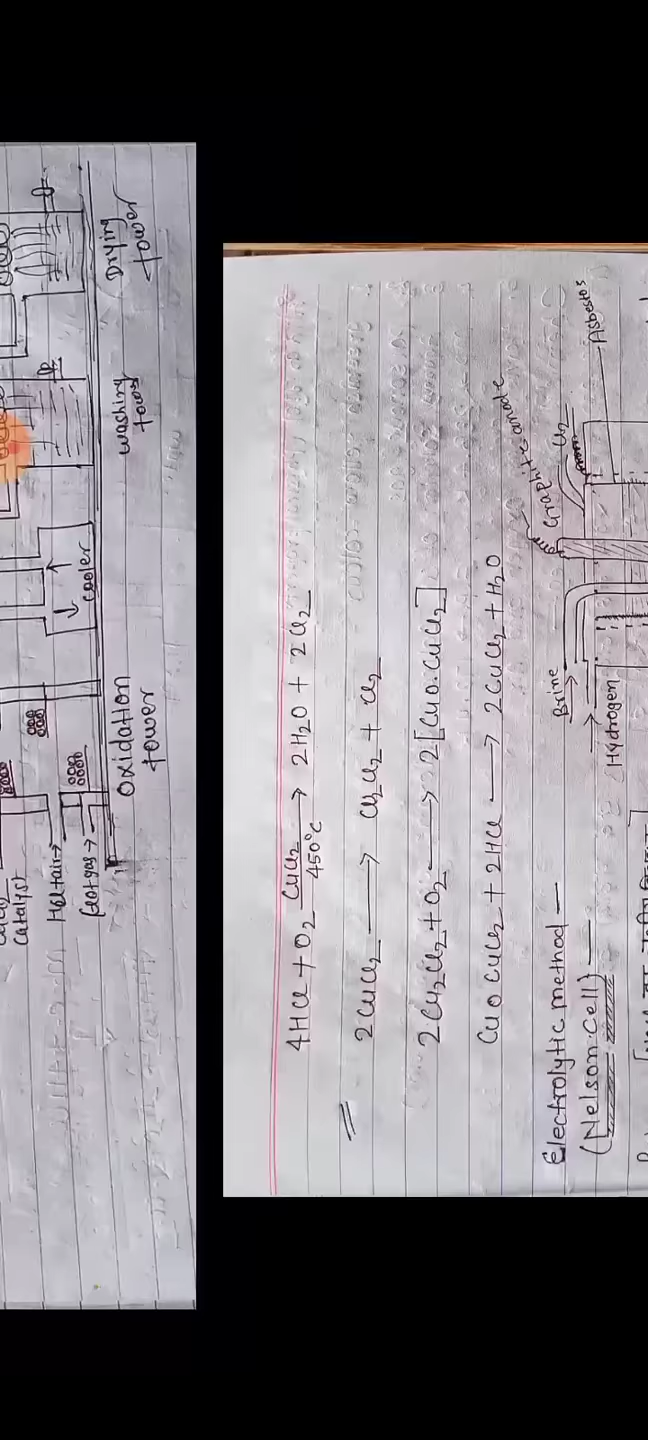 Catalyst)
Hot air →
(dot gas →
Oxidation
tower
cooler
washing
tower
Drying
tower
4HCl + O2 CuCl2 → 2H2O + 2Cl2
450°C
2CuCl2 → Cu2Cl2 + Cl2
2Cu2Cl2 + O2 → 2[CuO.CuCl2]
CuO CuCl2 + 2HCl → 2CuCl2 + H2O
Electrolytic method —
(Nelson cell) —
Brine
Hydrogen
Graphite anode
Cl2
Asbestos